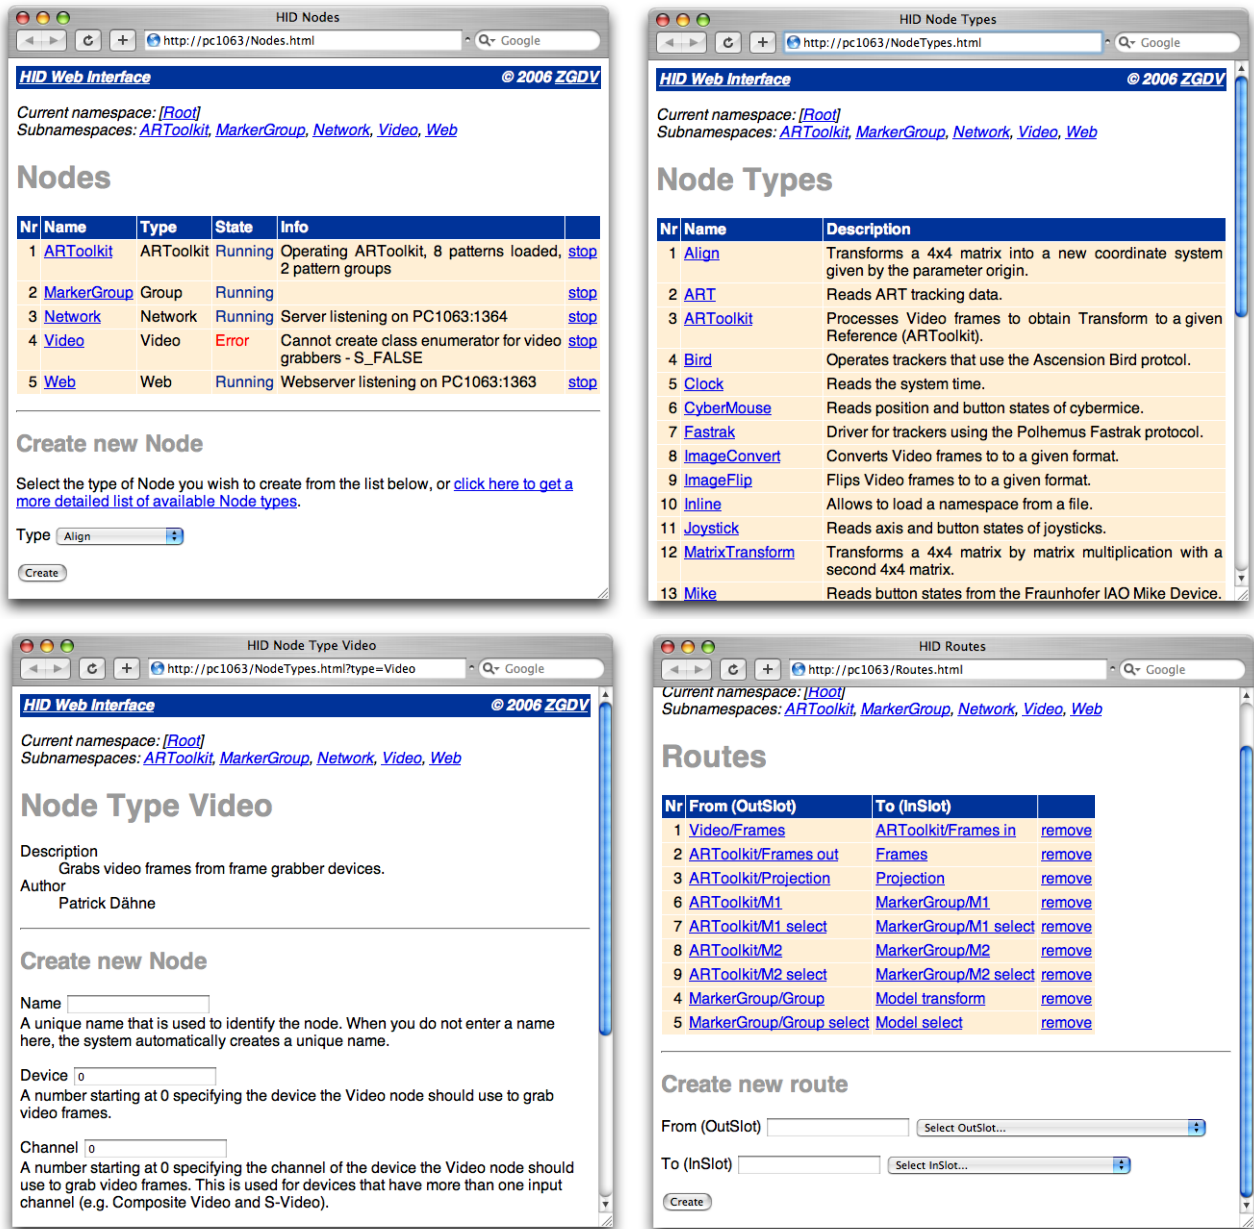 HID Nodes
http://pc1063/Nodes.html
Google
HID Web Interface © 2006 ZGDV
Current namespace: [Root]
Subnamespaces: ARToolkit, MarkerGroup, Network, Video, Web
Nodes
Nr Name Type State Info
1 ARToolkit ARToolkit Running Operating ARToolkit, 8 patterns loaded, stop
2 pattern groups
2 MarkerGroup Group Running stop
3 Network Network Running Server listening on PC1063:1364 stop
4 Video Video Error Cannot create class enumerator for video stop
grabbers - S_FALSE
5 Web Web Running Webserver listening on PC1063:1363 stop
Create new Node
Select the type of Node you wish to create from the list below, or click here to get a
more detailed list of available Node types.
Type Align
Create
HID Node Types
http://pc1063/NodeTypes.html
Google
HID Web Interface © 2006 ZGDV
Current namespace: [Root]
Subnamespaces: ARToolkit, MarkerGroup, Network, Video, Web
Node Types
Nr Name Description
1 Align Transforms a 4x4 matrix into a new coordinate system
given by the parameter origin.
2 ART Reads ART tracking data.
3 ARToolkit Processes Video frames to obtain Transform to a given
Reference (ARToolkit).
4 Bird Operates trackers that use the Ascension Bird protcol.
5 Clock Reads the system time.
6 CyberMouse Reads position and button states of cybermice.
7 Fastrak Driver for trackers using the Polhemus Fastrak protocol.
8 ImageConvert Converts Video frames to to a given format.
9 ImageFlip Flips Video frames to to a given format.
10 Inline Allows to load a namespace from a file.
11 Joystick Reads axis and button states of joysticks.
12 MatrixTransform Transforms a 4x4 matrix by matrix multiplication with a
second 4x4 matrix.
13 Mike Reads button states from the Fraunhofer IAO Mike Device.
HID Node Type Video
http://pc1063/NodeTypes.html?type=Video
Google
HID Web Interface © 2006 ZGDV
Current namespace: [Root]
Subnamespaces: ARToolkit, MarkerGroup, Network, Video, Web
Node Type Video
Description
Grabs video frames from frame grabber devices.
Author
Patrick Dähne
Create new Node
Name
A unique name that is used to identify the node. When you do not enter a name
here, the system automatically creates a unique name.
Device 0
A number starting at 0 specifying the device the Video node should use to grab
video frames.
Channel 0
A number starting at 0 specifying the channel of the device the Video node should
use to grab video frames. This is used for devices that have more than one input
channel (e.g. Composite Video and S-Video).
HID Routes
http://pc1063/Routes.html
Google
Current namespace: [Root]
Subnamespaces: ARToolkit, MarkerGroup, Network, Video, Web
Routes
Nr From (OutSlot) To (InSlot)
1 Video/Frames ARToolkit/Frames in remove
2 ARToolkit/Frames out Frames remove
3 ARToolkit/Projection Projection remove
6 ARToolkit/M1 MarkerGroup/M1 remove
7 ARToolkit/M1 select MarkerGroup/M1 select remove
8 ARToolkit/M2 MarkerGroup/M2 remove
9 ARToolkit/M2 select MarkerGroup/M2 select remove
4 MarkerGroup/Group Model transform remove
5 MarkerGroup/Group select Model select remove
Create new route
From (OutSlot) Select OutSlot...
To (InSlot) Select InSlot...
Create